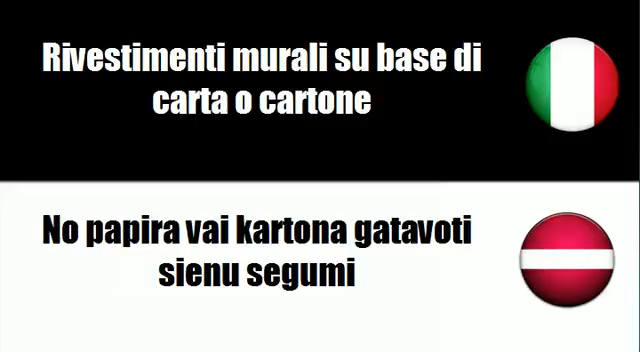 Rivestimenti murali su base di
carta o cartone
No papira vai kartona gatavoti
sienu segumi